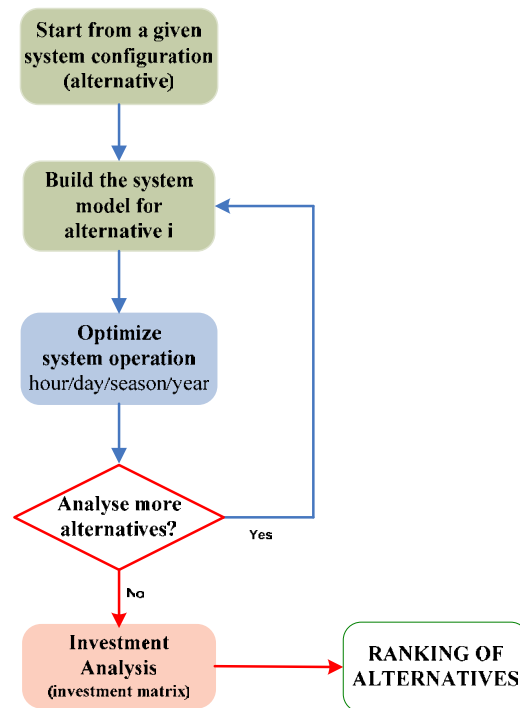 Start from a given
system configuration
(alternative)
Build the system
model for
alternative i
Optimize
system operation
hour/day/season/year
Analyse more
alternatives?
Yes
No
Investment
Analysis
(investment matrix)
RANKING OF
ALTERNATIVES